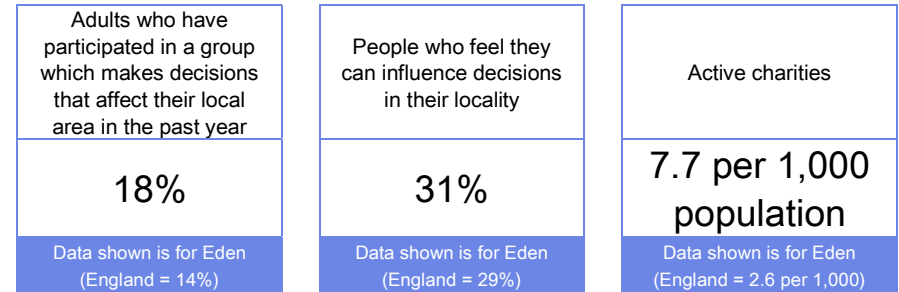 Adults who have
participated in a group
which makes decisions
that affect their local
area in the past year
18%
Data shown is for Eden
(England = 14%)
People who feel they
can influence decisions
in their locality
31%
Data shown is for Eden
(England = 29%)
Active charities
7.7 per 1,000
population
Data shown is for Eden
(England = 2.6 per 1,000)